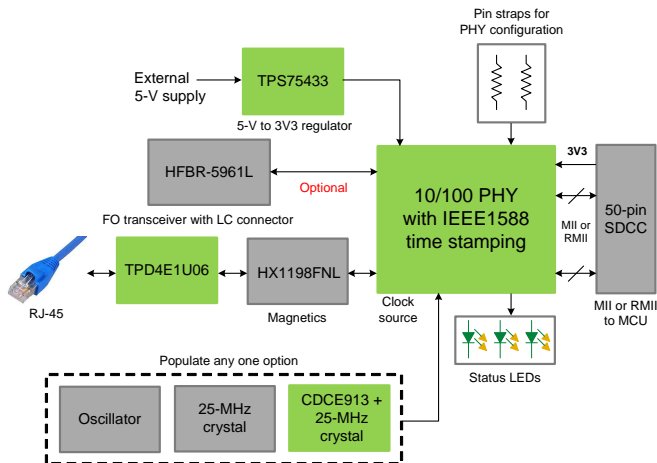 Pin straps for
PHY configuration
External
5-V supply
TPS75433
5-V to 3V3 regulator
HFBR-5961L
Optional
FO transceiver with LC connector
10/100 PHY
with IEEE1588
time stamping
3V3
MII or
RMII
50-pin
SDCC
MII or RMII
to MCU
RJ-45
TPD4E1U06
HX1198FNL
Magnetics
Clock
source
Status LEDs
Populate any one option
Oscillator
25-MHz
crystal
CDCE913 +
25-MHz
crystal